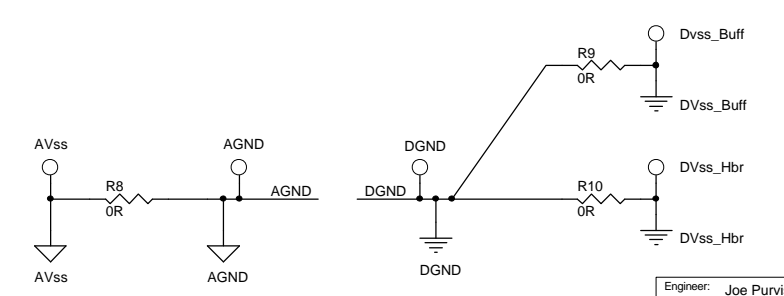 Dvss_Buff
R9
0R
DVss_Buff
AVss
AGND
DGND
R8
0R
AGND
DGND
R10
0R
Dvss_Hbr
DVss_Hbr
AVss
AGND
DGND
Engineer:
Joe